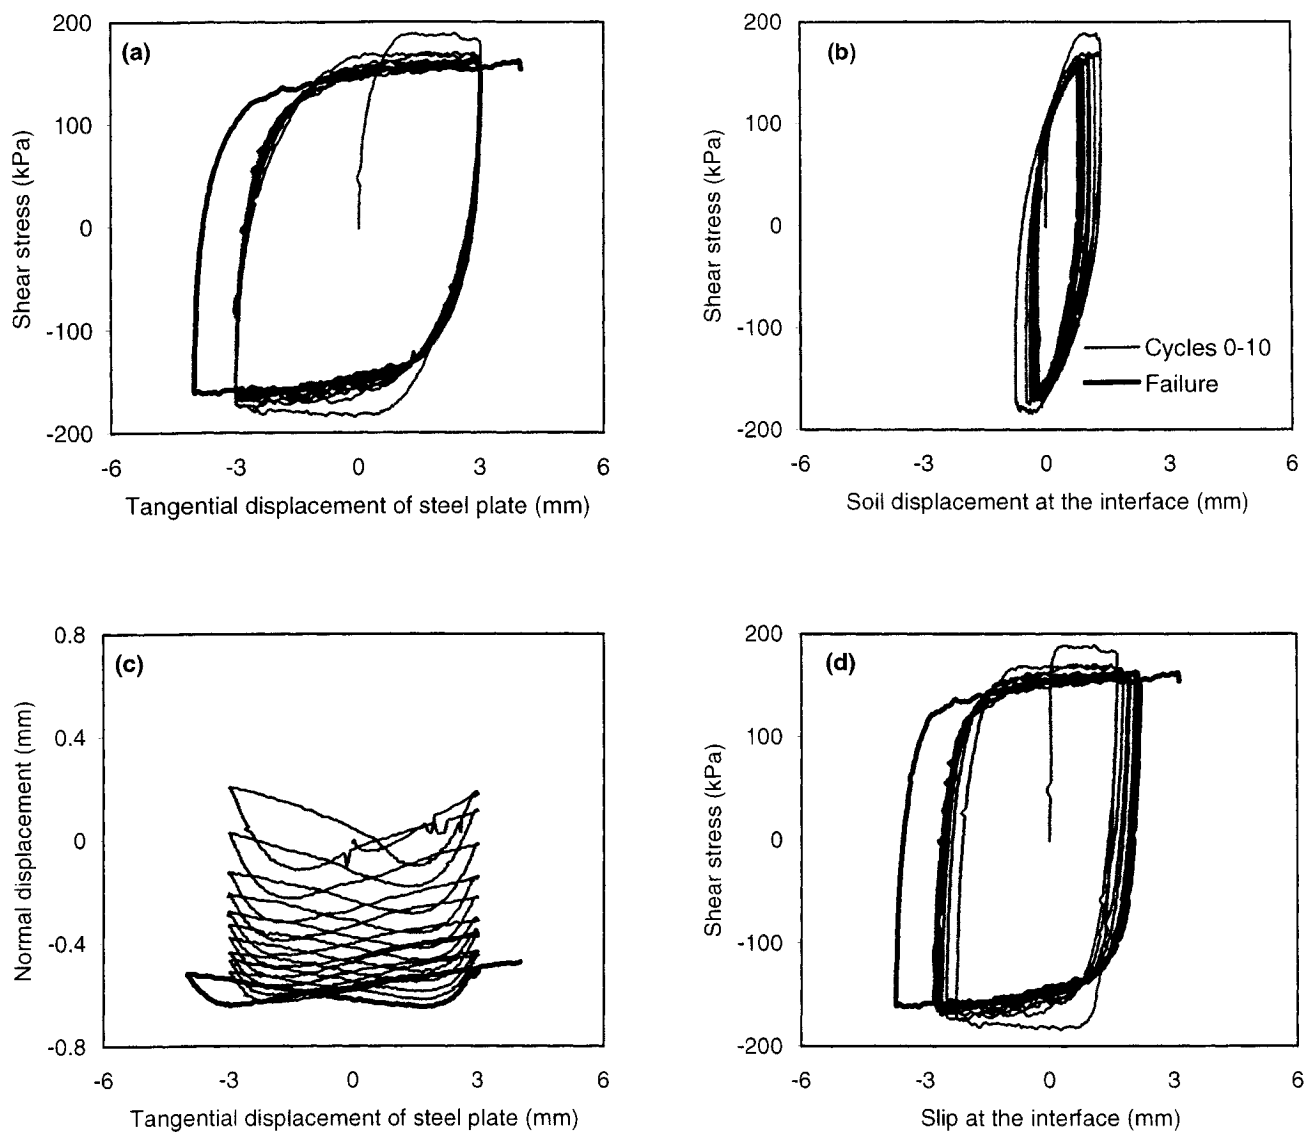 200
(a)
100
0
-100
-200
-6
-3
0
3
6
Shear stress (kPa)
Tangential displacement of steel plate (mm)
200
(b)
100
0
-100
-200
Cycles 0-10
Failure
-6
-3
0
3
6
Shear stress (kPa)
Soil displacement at the interface (mm)
0.8
(c)
0.4
0
-0.4
-0.8
-6
-3
0
3
6
Normal displacement (mm)
Tangential displacement of steel plate (mm)
200
(d)
100
0
-100
-200
-6
-3
0
3
6
Shear stress (kPa)
Slip at the interface (mm)